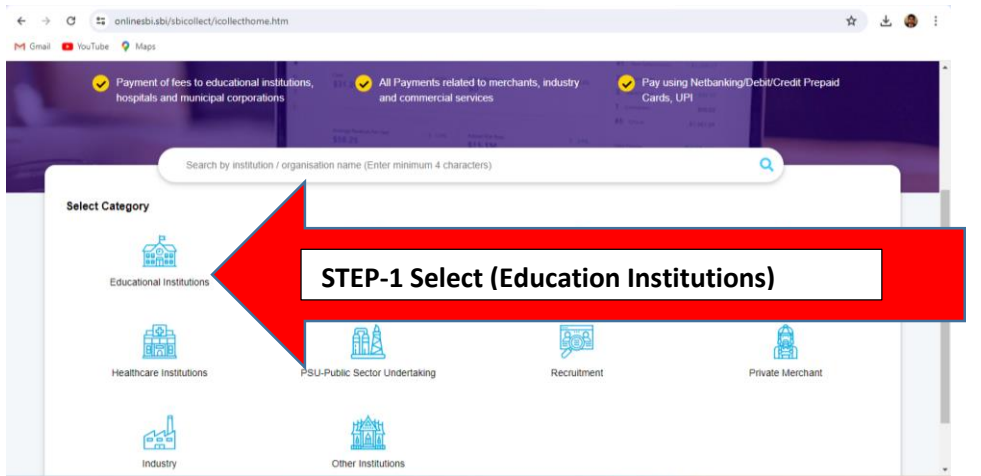 onlinesbi.sbi/sbicollect/icollecthome.htm
Gmail YouTube Maps
Payment of fees to educational institutions,
hospitals and municipal corporations
All Payments related to merchants, industry
and commercial services
Pay using Netbanking/Debit/Credit Prepaid
Cards, UPI
Search by institution / organisation name (Enter minimum 4 characters)
Select Category
Educational Institutions
STEP-1 Select (Education Institutions)
Healthcare Institutions
PSU-Public Sector Undertaking
Recruitment
Private Merchant
Industry
Other Institutions